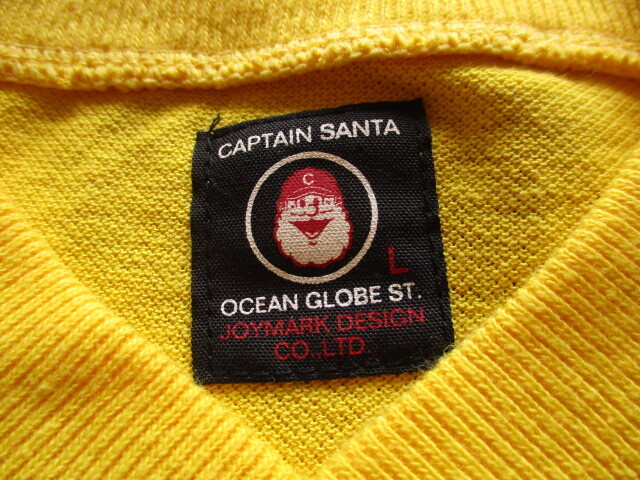 CAPTAIN SANTA
C
L
OCEAN GLOBE ST.
JOYMARK DESIGN
CO.,LTD.